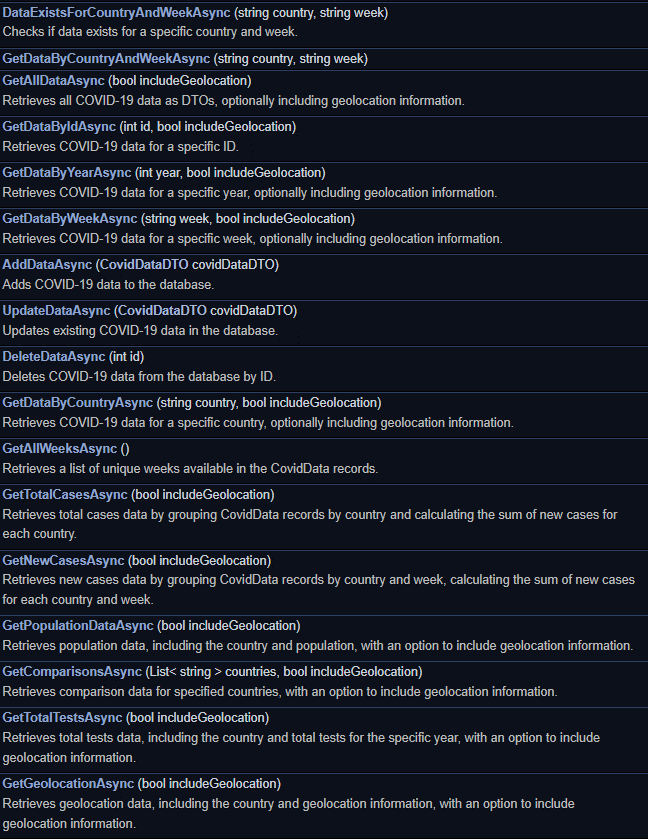 DataExistsForCountryAndWeekAsync (string country, string week)
Checks if data exists for a specific country and week.
GetDataByCountryAndWeekAsync (string country, string week)
GetAllDataAsync (bool includeGeolocation)
Retrieves all COVID-19 data as DTOs, optionally including geolocation information.
GetDataByIdAsync (int id, bool includeGeolocation)
Retrieves COVID-19 data for a specific ID.
GetDataByYearAsync (int year, bool includeGeolocation)
Retrieves COVID-19 data for a specific year, optionally including geolocation information.
GetDataByWeekAsync (string week, bool includeGeolocation)
Retrieves COVID-19 data for a specific week, optionally including geolocation information.
AddDataAsync (CovidDataDTO covidDataDTO)
Adds COVID-19 data to the database.
UpdateDataAsync (CovidDataDTO covidDataDTO)
Updates existing COVID-19 data in the database.
DeleteDataAsync (int id)
Deletes COVID-19 data from the database by ID.
GetDataByCountryAsync (string country, bool includeGeolocation)
Retrieves COVID-19 data for a specific country, optionally including geolocation information.
GetAllWeeksAsync ()
Retrieves a list of unique weeks available in the CovidData records.
GetTotalCasesAsync (bool includeGeolocation)
Retrieves total cases data by grouping CovidData records by country and calculating the sum of new cases for
each country.
GetNewCasesAsync (bool includeGeolocation)
Retrieves new cases data by grouping CovidData records by country and week, calculating the sum of new cases
for each country and week.
GetPopulationDataAsync (bool includeGeolocation)
Retrieves population data, including the country and population, with an option to include geolocation information.
GetComparisonsAsync (List< string > countries, bool includeGeolocation)
Retrieves comparison data for specified countries, with an option to include geolocation information.
GetTotalTestsAsync (bool includeGeolocation)
Retrieves total tests data, including the country and total tests for the specific year, with an option to include
geolocation information.
GetGeolocationAsync (bool includeGeolocation)
Retrieves geolocation data, including the country and geolocation information, with an option to include
geolocation information.